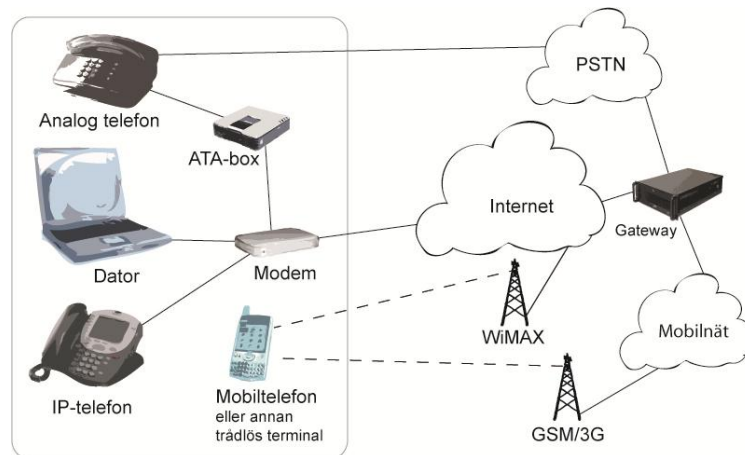 Analog telefon
ATA-box
Dator
Modem
IP-telefon
Mobiltelefon
eller annan
trådlös terminal
PSTN
Internet
Gateway
WiMAX
Mobilnät
GSM/3G